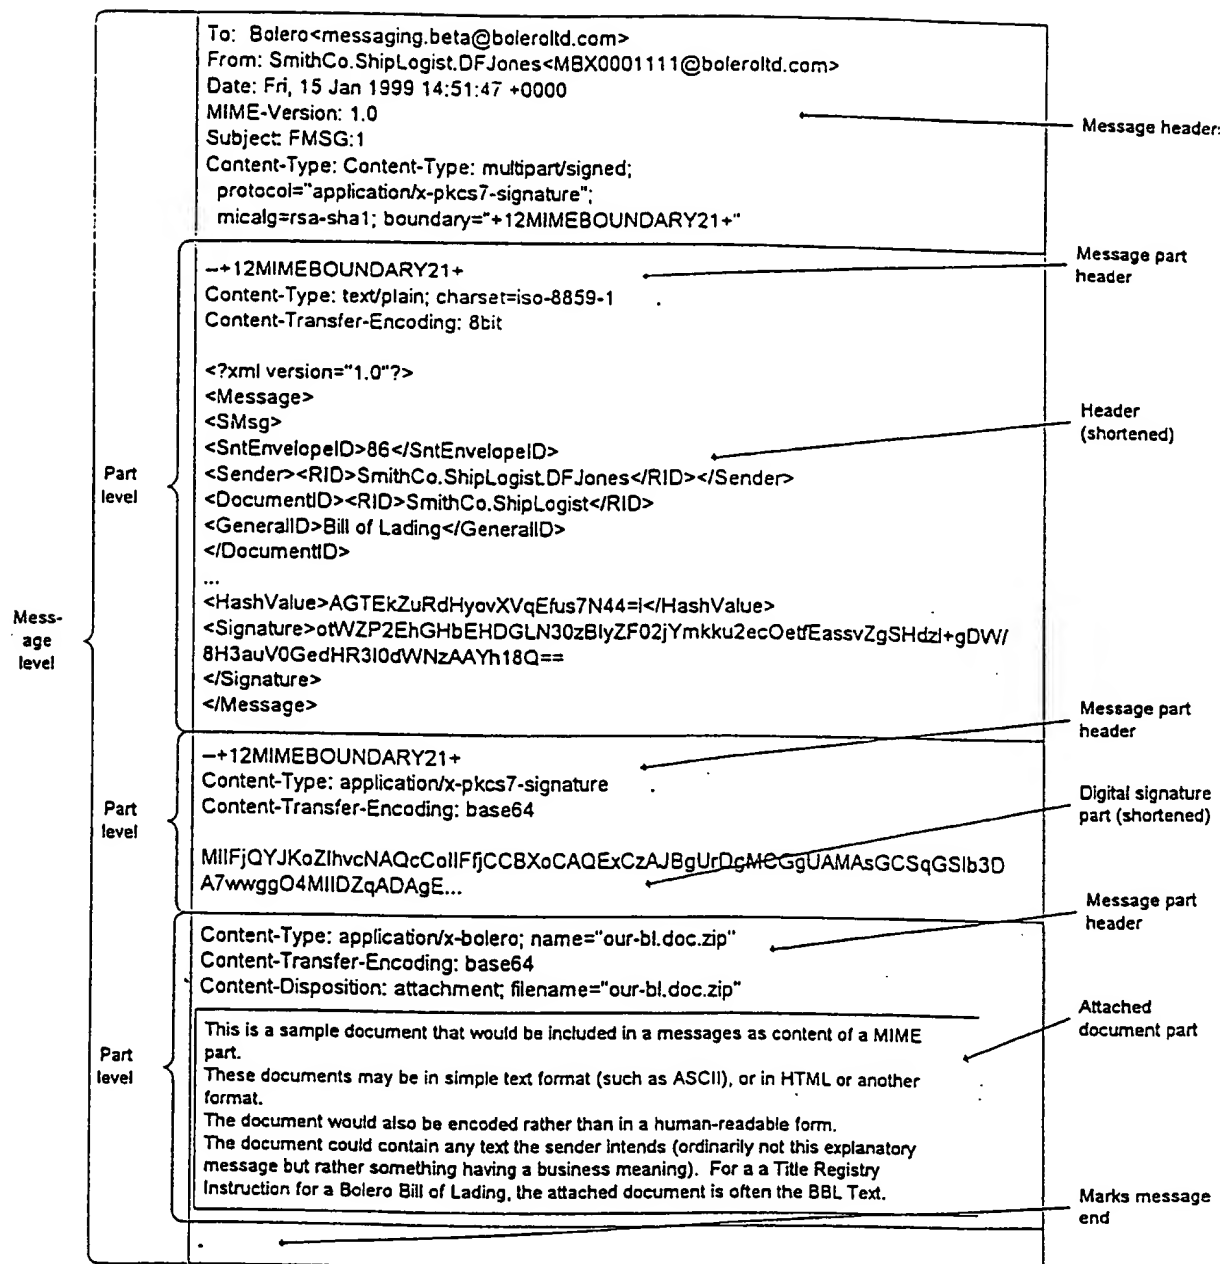 To: Bolero<messaging.beta@boleroltd.com>
From: SmithCo.ShipLogist.DFJones<MBX0001111@boleroltd.com>
Date: Fri, 15 Jan 1999 14:51:47 +0000
MIME-Version: 1.0
Subject: FMSG:1
Content-Type: Content-Type: multipart/signed;
protocol="application/x-pkcs7-signature";
micalg=rsa-sha1; boundary="+12MIMEBOUNDARY21+"
Message header:
--+12MIMEBOUNDARY21+
Content-Type: text/plain; charset=iso-8859-1
Content-Transfer-Encoding: 8bit
Message part
header
<?xml version="1.0"?>
<Message>
<SMsg>
<SntEnvelopeID>86</SntEnvelopeID>
<Sender><RID>SmithCo.ShipLogist.DFJones</RID></Sender>
<DocumentID><RID>SmithCo.ShipLogist</RID>
<GeneralID>Bill of Lading</GeneralID>
</DocumentID>
...
<HashValue>AGTEkZuRdHyovXVqEfus7N44=I</HashValue>
<Signature>otWZP2EhGHbEHDGLN30zBIyZF02jYmkku2ecOetfEassvZgSHdzI+gDW/
8H3auV0GedHR3I0dWNzAAYh18Q==
</Signature>
</Message>
Header
(shortened)
Part
level
Mess-
age
level
--+12MIMEBOUNDARY21+
Content-Type: application/x-pkcs7-signature
Content-Transfer-Encoding: base64
Message part
header
MIIFjQYJKoZIhvcNAQcCoIIFfjCCBXoCAQExCzAJBgUrDgMCGgUAMAsGCSqGSIb3D
A7wwggO4MIIDZqADAgE...
Digital signature
part (shortened)
Part
level
Content-Type: application/x-bolero; name="our-bl.doc.zip"
Content-Transfer-Encoding: base64
Content-Disposition: attachment; filename="our-bl.doc.zip"
Message part
header
This is a sample document that would be included in a messages as content of a MIME
part.
These documents may be in simple text format (such as ASCII), or in HTML or another
format.
The document would also be encoded rather than in a human-readable form.
The document could contain any text the sender intends (ordinarily not this explanatory
message but rather something having a business meaning). For a a Title Registry
Instruction for a Bolero Bill of Lading, the attached document is often the BBL Text.
Attached
document part
Part
level
.
Marks message
end